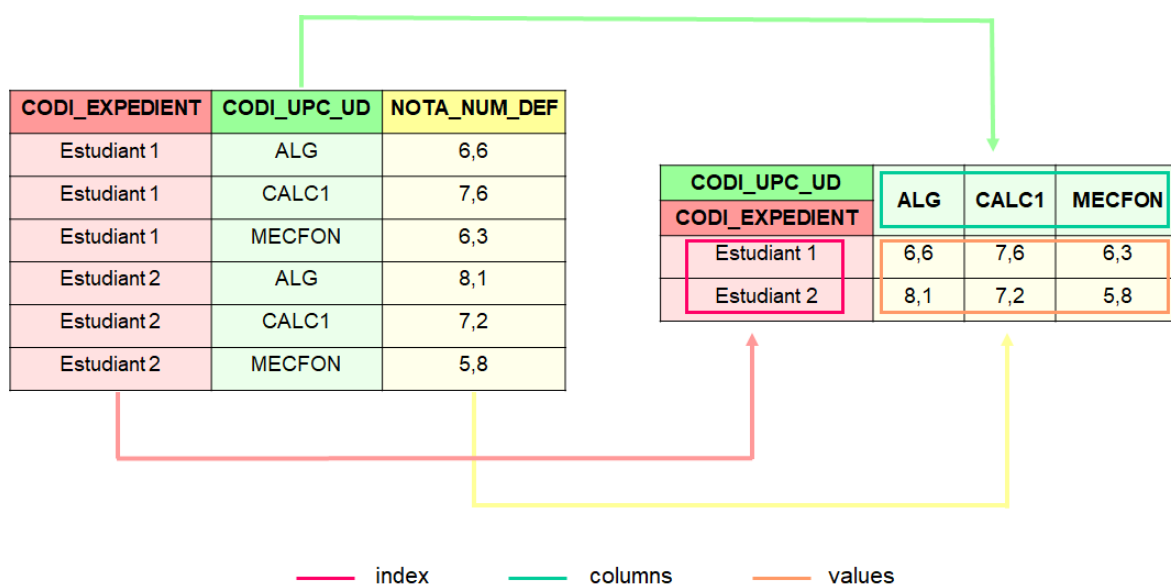 CODI_EXPEDIENT CODI_UPC_UD NOTA_NUM_DEF
Estudiant 1 ALG 6,6
Estudiant 1 CALC1 7,6
Estudiant 1 MECFON 6,3
Estudiant 2 ALG 8,1
Estudiant 2 CALC1 7,2
Estudiant 2 MECFON 5,8
CODI_UPC_UD ALG CALC1 MECFON
CODI_EXPEDIENT
Estudiant 1 6,6 7,6 6,3
Estudiant 2 8,1 7,2 5,8
index columns values